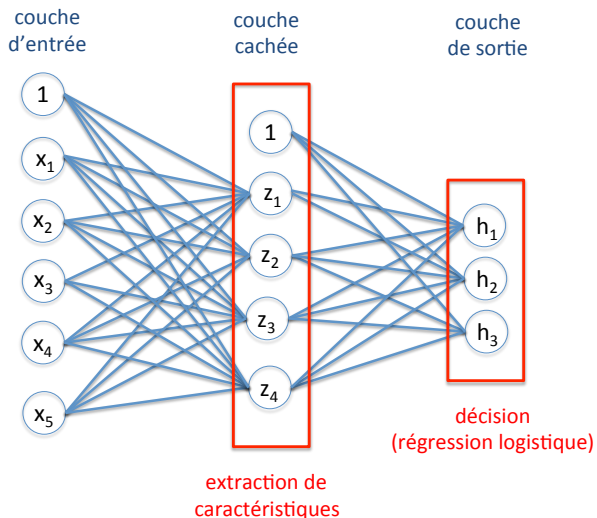 couche
d’entrée
couche
cachée
couche
de sortie
1
x1
x2
x3
x4
x5
1
z1
z2
z3
z4
h1
h2
h3
extraction de
caractéristiques
décision
(régression logistique)